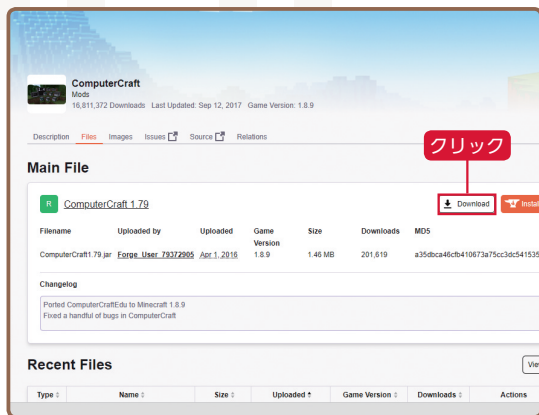 ComputerCraft
Mods
16,811,372 Downloads Last Updated: Sep 12, 2017 Game Version: 1.8.9
Description Files Images Issues Source Relations
クリック
Main File
R ComputerCraft 1.79 Download Instal
Filename Uploaded by Uploaded Game Version Size Downloads MD5
ComputerCraft1.79.jar Forge_User_79372905 Apr 1, 2016 1.8.9 1.46 MB 201,619 a35dbca46cfb410673a75cc3dc541535
Changelog
Ported ComputerCraftEdu to Minecraft 1.8.9
Fixed a handful of bugs in ComputerCraft
Recent Files Vie
Type Name Size Uploaded Game Version Downloads Actions